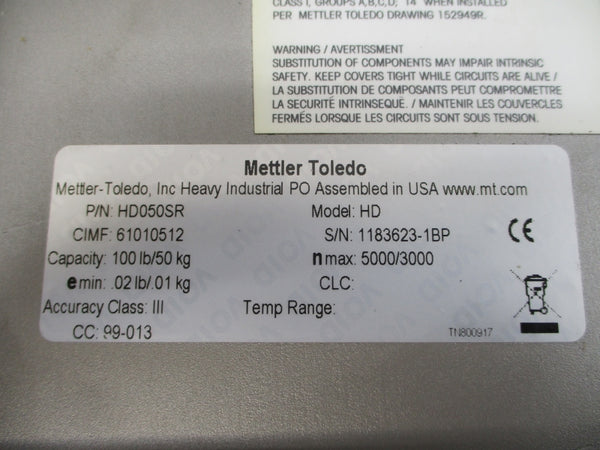 CLASS I, GROUPS A,B,C,D; T4 WHEN INSTALLED
PER METTLER TOLEDO DRAWING 152949R.
WARNING / AVERTISSMENT
SUBSTITUTION OF COMPONENTS MAY IMPAIR INTRINSIC
SAFETY. KEEP COVERS TIGHT WHILE CIRCUITS ARE ALIVE /
LA SUBSTITUTION DE COMPOSANTS PEUT COMPROMETTRE
LA SECURITÉ INTRINSEQUE. / MAINTENIR LES COUVERCLES
FERMÉS LORSQUE LES CIRCUITS SONT SOUS TENSION.
Mettler Toledo
Mettler-Toledo, Inc Heavy Industrial PO Assembled in USA www.mt.com
P/N: HD050SR Model: HD
CIMF: 61010512 S/N: 1183623-1BP CE
Capacity: 100 lb/50 kg n max: 5000/3000
e min: .02 lb/.01 kg CLC:
Accuracy Class: III Temp Range:
CC: 99-013 TN800917